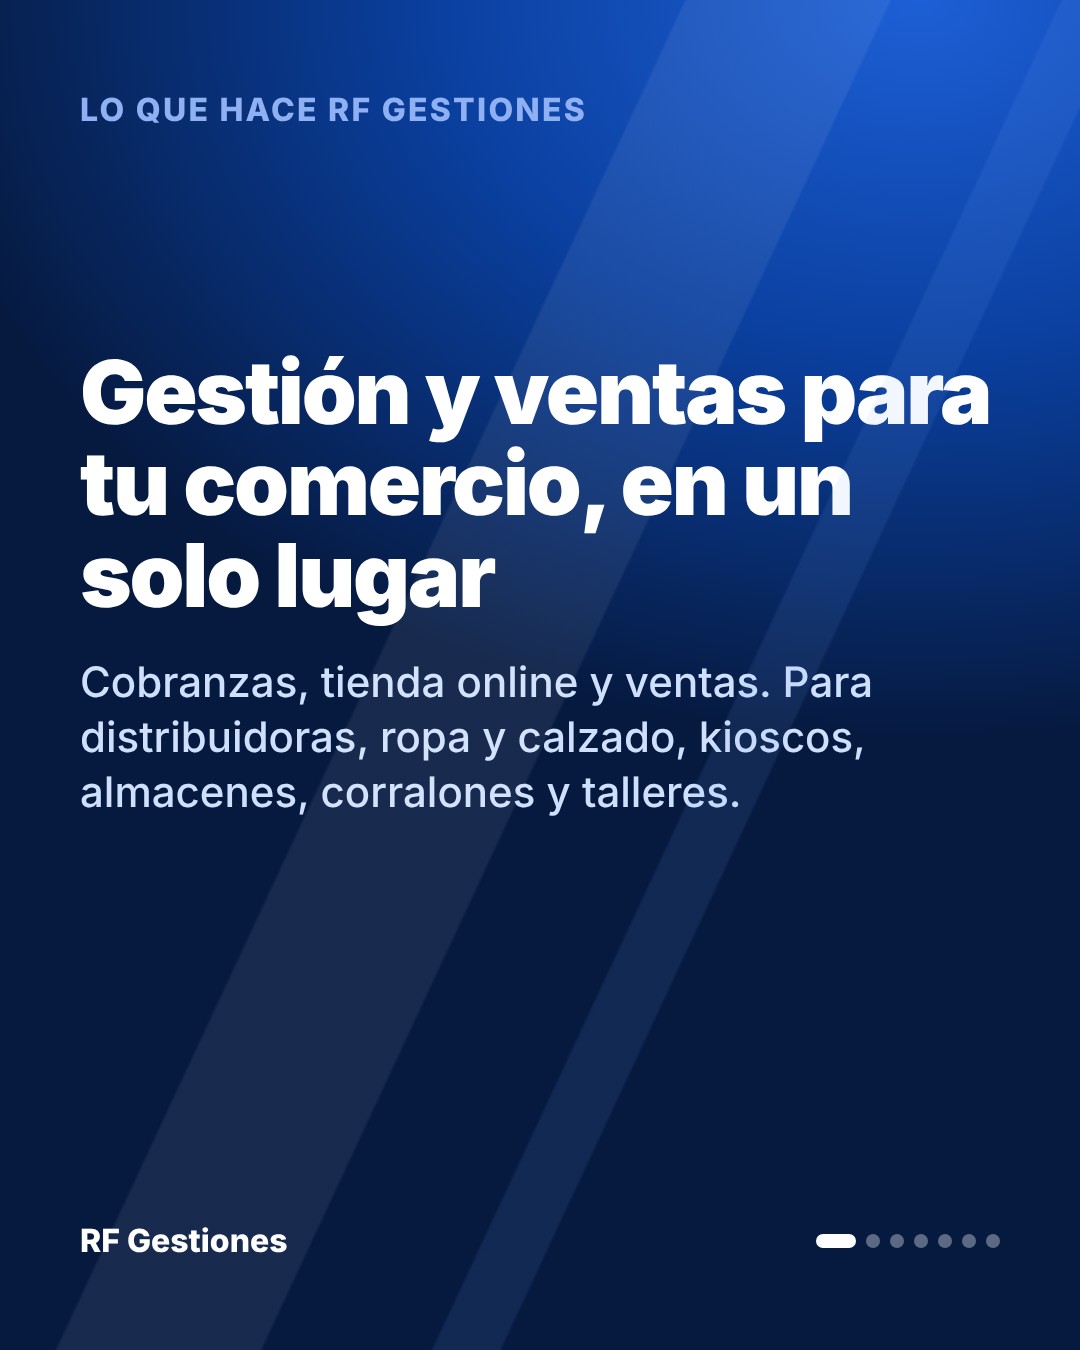 LO QUE HACE RF GESTIONES
Gestión y ventas para
tu comercio, en un
solo lugar
Cobranzas, tienda online y ventas. Para
distribuidoras, ropa y calzado, kioscos,
almacenes, corralones y talleres.
RF Gestiones